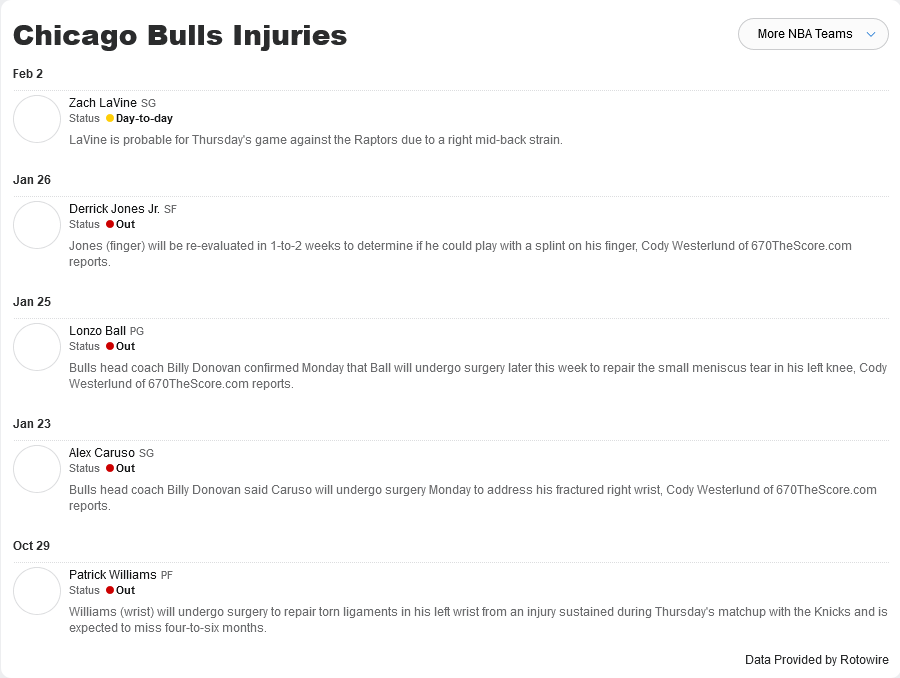 Chicago Bulls Injuries
More NBA Teams
Feb 2
Zach LaVine SG
Status Day-to-day
LaVine is probable for Thursday's game against the Raptors due to a right mid-back strain.
Jan 26
Derrick Jones Jr. SF
Status Out
Jones (finger) will be re-evaluated in 1-to-2 weeks to determine if he could play with a splint on his finger, Cody Westerlund of 670TheScore.com
reports.
Jan 25
Lonzo Ball PG
Status Out
Bulls head coach Billy Donovan confirmed Monday that Ball will undergo surgery later this week to repair the small meniscus tear in his left knee, Cody
Westerlund of 670TheScore.com reports.
Jan 23
Alex Caruso SG
Status Out
Bulls head coach Billy Donovan said Caruso will undergo surgery Monday to address his fractured right wrist, Cody Westerlund of 670TheScore.com
reports.
Oct 29
Patrick Williams PF
Status Out
Williams (wrist) will undergo surgery to repair torn ligaments in his left wrist from an injury sustained during Thursday's matchup with the Knicks and is
expected to miss four-to-six months.
Data Provided by Rotowire